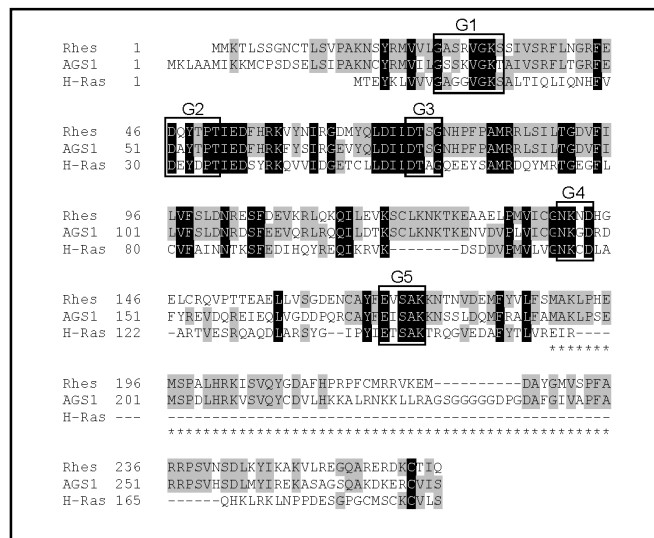 G1
Rhes 1 MMKTLSSGNCTLSVPAKNSYRMVVLGASRVGKSSIVSRFLNGRFE
AGS1 1 MKLAAMIKKMCPSDSELSIPAKNCYRMVILGSSKVGKTAIVSRFLTGRFE
H-Ras 1 MTEYKLVVVGAGGVGKSALTIQLIQNHFV
G2 G3
Rhes 46 DQYTPTIEDFHRKVYNIRGDMYQLDILDTSGNHPFPAMRRLSILTGDVFI
AGS1 51 DAYTPTIEDFHRKFYSIRGEVYQLDILDTSGNHPFPAMRRLSILTGDVFI
H-Ras 30 DEYDPTIEDSYRKQVVIDGETCLLDILDTAGQEEYSAMRDQYMRTGEGFL
G4
Rhes 96 LVFSLDNRESFDEVKRLQKQILEVKSCLKNKTKEAAELPMVICGNKNDHG
AGS1 101 LVFSLDNRDSFEEVQRLRQQILDTKSCLKNKTKENVDVPLVICGNKGDRD
H-Ras 80 CVFAINNTKSFEDIHQYREQIKRVK--------DSDDVPMVLVGNKCDLA
G5
Rhes 146 ELCRQVPTTEAELLVSGDENCAYFEVSAKKNTNVDEMFYVLFSMAKLPHE
AGS1 151 FYREVDQREIEQLVGDDPQRCAYFEISAKKNSSLDQMFRALFAMAKLPSE
H-Ras 122 -ARTVESRQAQDLARSYG-IPYIETSAKTRQGVEDAFYTLVREIR----
*******
Rhes 196 MSPALHRKISVQYGDAFHPRPFCMRRVKEM----------DAYGMVSPFA
AGS1 201 MSPDLHRKVSVQYCDVLHKKALRNKKLLRAGSGGGGGDPGDAFGIVAPFA
H-Ras --- --------------------------------------------------
**************************************************
Rhes 236 RRPSVNSDLKYIKAKVLREGQARERDKCTIQ
AGS1 251 RRPSVHSDLMYIREKASAGSQAKDKERCVIS
H-Ras 165 ------QHKLRKLNPPDESGPGCMSCKCVLS